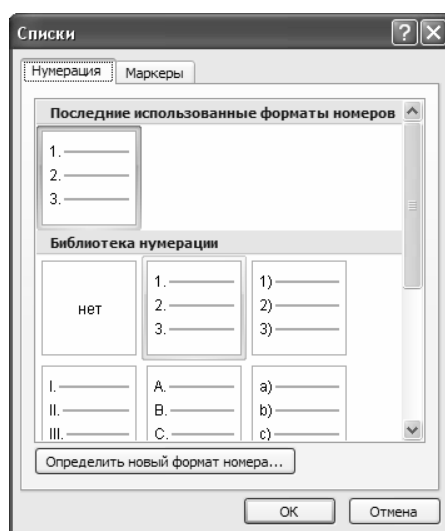 Списки
Нумерация Маркеры
Последние использованные форматы номеров
1.
2.
3.
Библиотека нумерации
нет
1.
2.
3.
1)
2)
3)
I.
II.
III.
A.
B.
C.
a)
b)
c)
Определить новый формат номера...
OK Отмена